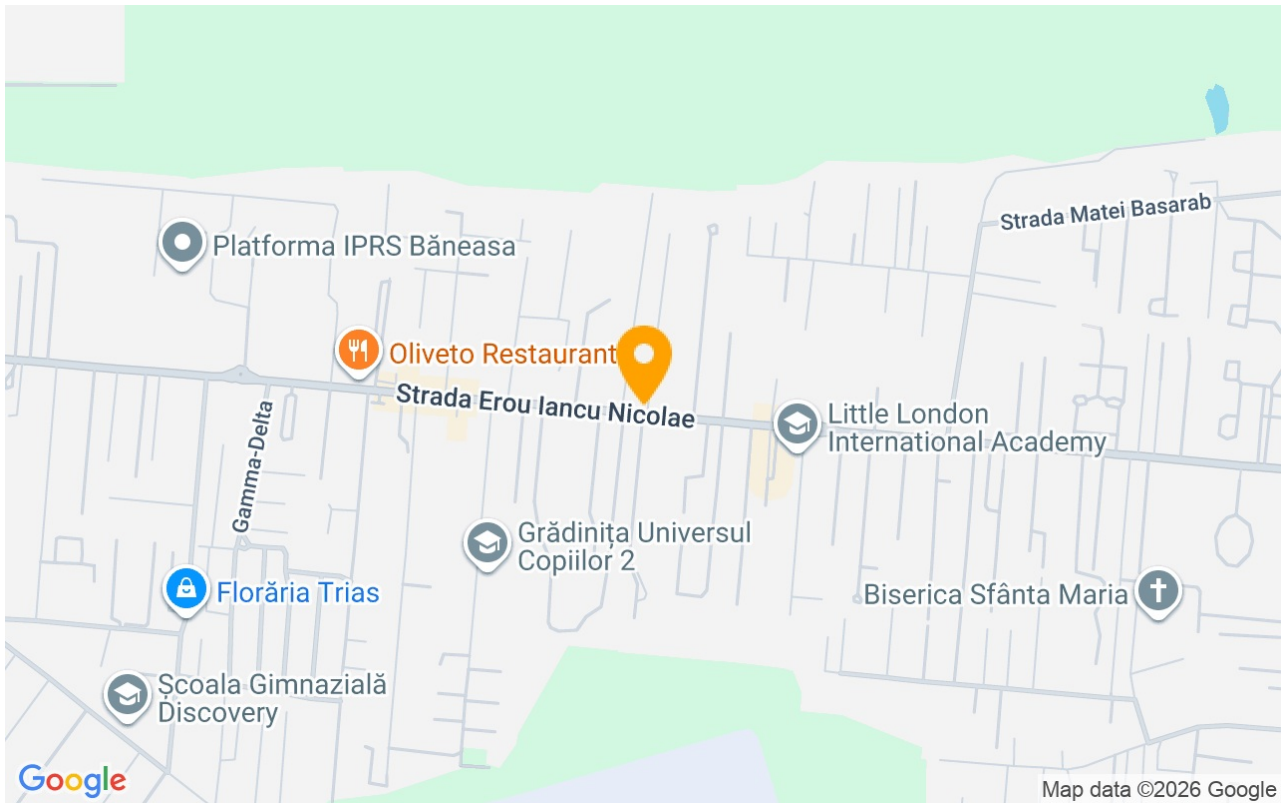 Strada Matei Basarab
Platforma IPRS Băneasa
Oliveto Restaurant
Strada Erou Iancu Nicolae
Little London
International Academy
Gamma-Delta
Grădinița Universul
Copiilor 2
Florăria Trias
Biserica Sfânta Maria
Școala Gimnazială
Discovery
Google
Map data ©2026 Google